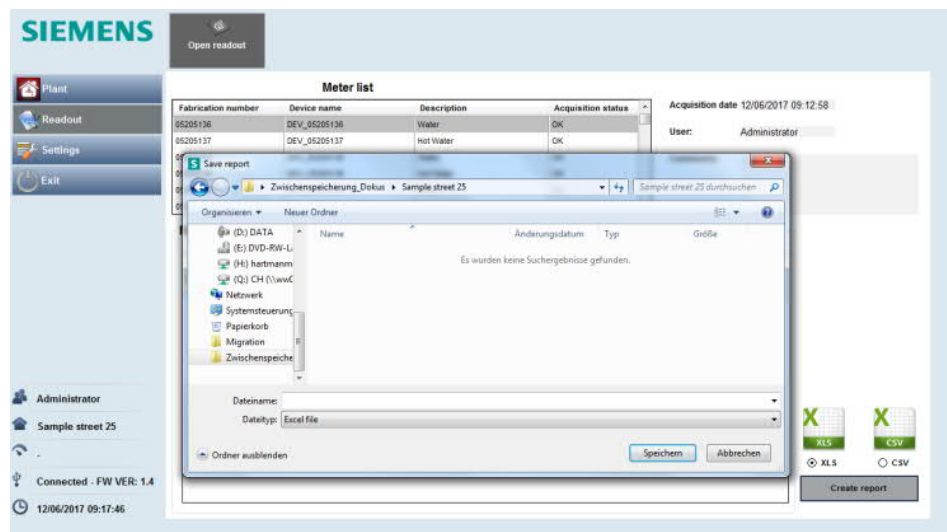 SIEMENS
Open readout
Plant
Readout
Settings
Exit
Meter list
Fabrication number Device name Description Acquisition status
05205136 DEV_05205136 Water OK
05205137 DEV_05205137 Hot Water OK
Acquisition date 12/06/2017 09:12:58
User: Administrator
Save report
Zwischenspeicherung_Dokus Sample street 25
Sample street 25 durchsuchen
Organisieren Neuer Ordner
(D:) DATA
(E:) DVD-RW-L
(H:) hartmanm
(Q:) CH (\\ww
Netzwerk
Systemsteuerung
Papierkorb
Migration
Zwischenspeiche
Name Änderungsdatum Typ Größe
Es wurden keine Suchergebnisse gefunden.
Dateiname:
Dateityp: Excel file
Ordner ausblenden
Speichern Abbrechen
Administrator
Sample street 25
.
Connected - FW VER: 1.4
12/06/2017 09:17:46
X X
XLS CSV
XLS CSV
Create report